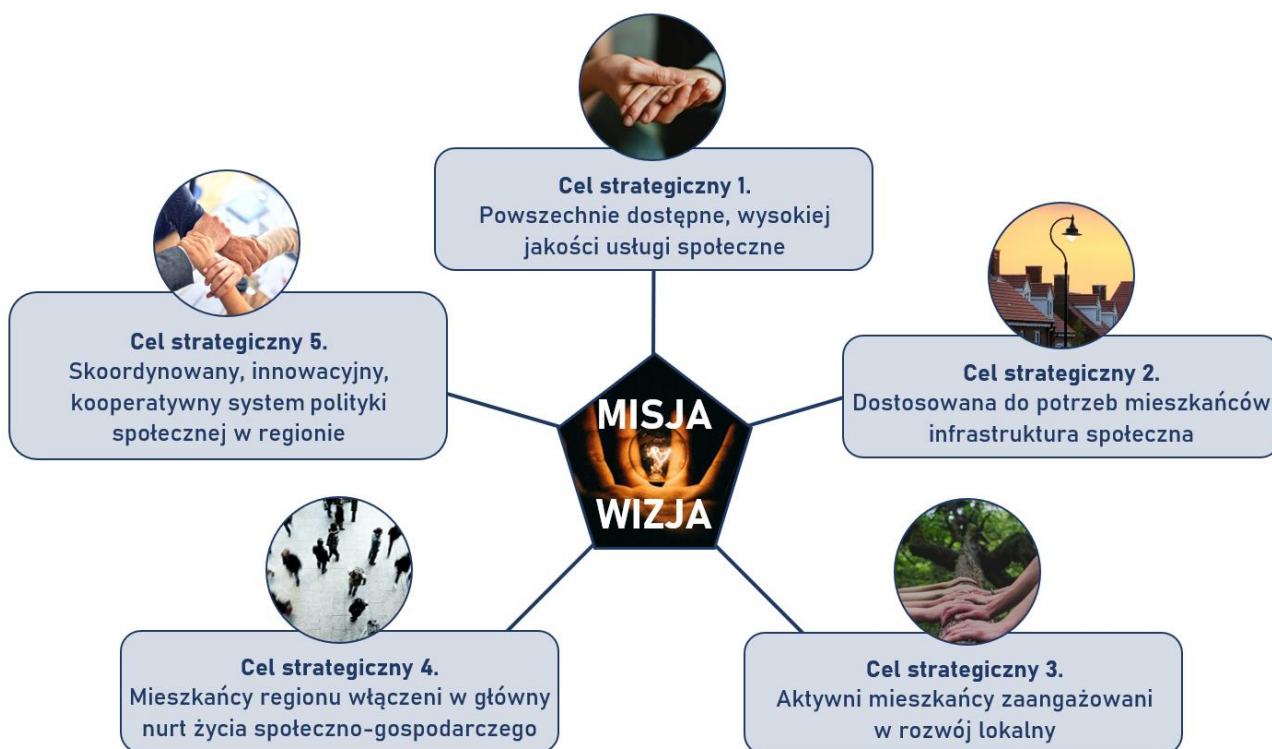 Cel strategiczny 1.
Powszechnie dostępne, wysokiej
jakości usługi społeczne
Cel strategiczny 5.
Skoordynowany, innowacyjny,
kooperatywny system polityki
społecznej w regionie
Cel strategiczny 2.
Dostosowana do potrzeb mieszkańców
infrastruktura społeczna
MISJA
WIZJA
Cel strategiczny 4.
Mieszkańcy regionu włączeni w główny
nurt życia społeczno-gospodarczego
Cel strategiczny 3.
Aktywni mieszkańcy zaangażowani
w rozwój lokalny